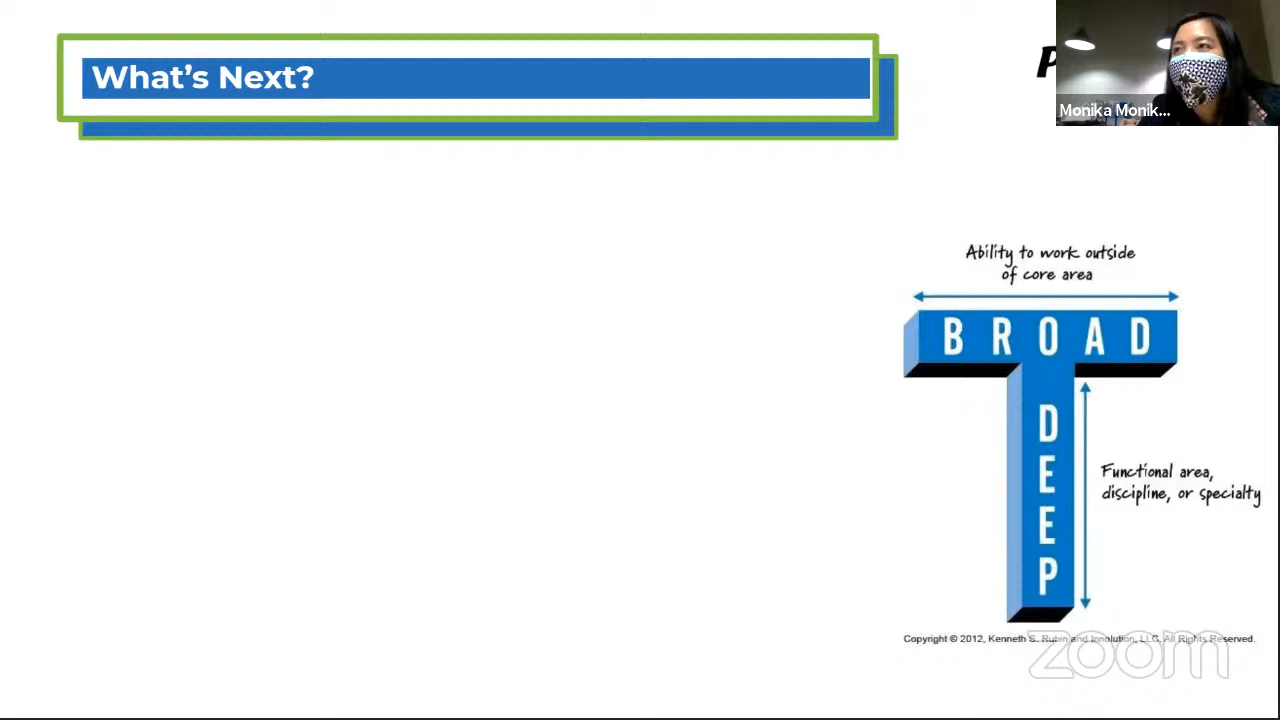 What's Next?
P
Monika Monik...
Ability to work outside
of core area
BROAD
DEEP
Functional area,
discipline, or specialty
Copyright © 2012, Kenneth S. Rubin and Innolution, LLC. All Rights Reserved.
zoom